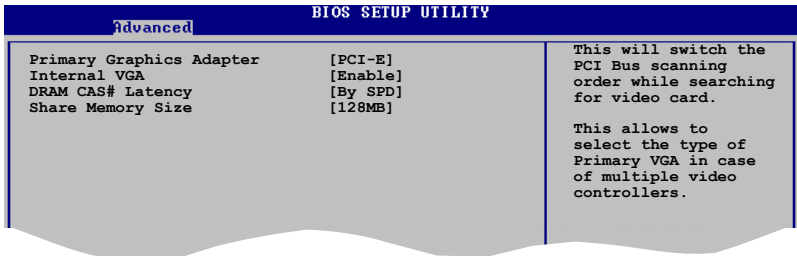 BIOS SETUP UTILITY
Advanced
Primary Graphics Adapter [PCI-E]
Internal VGA [Enable]
DRAM CAS# Latency [By SPD]
Share Memory Size [128MB]
This will switch the
PCI Bus scanning
order while searching
for video card.
This allows to
select the type of
Primary VGA in case
of multiple video
controllers.